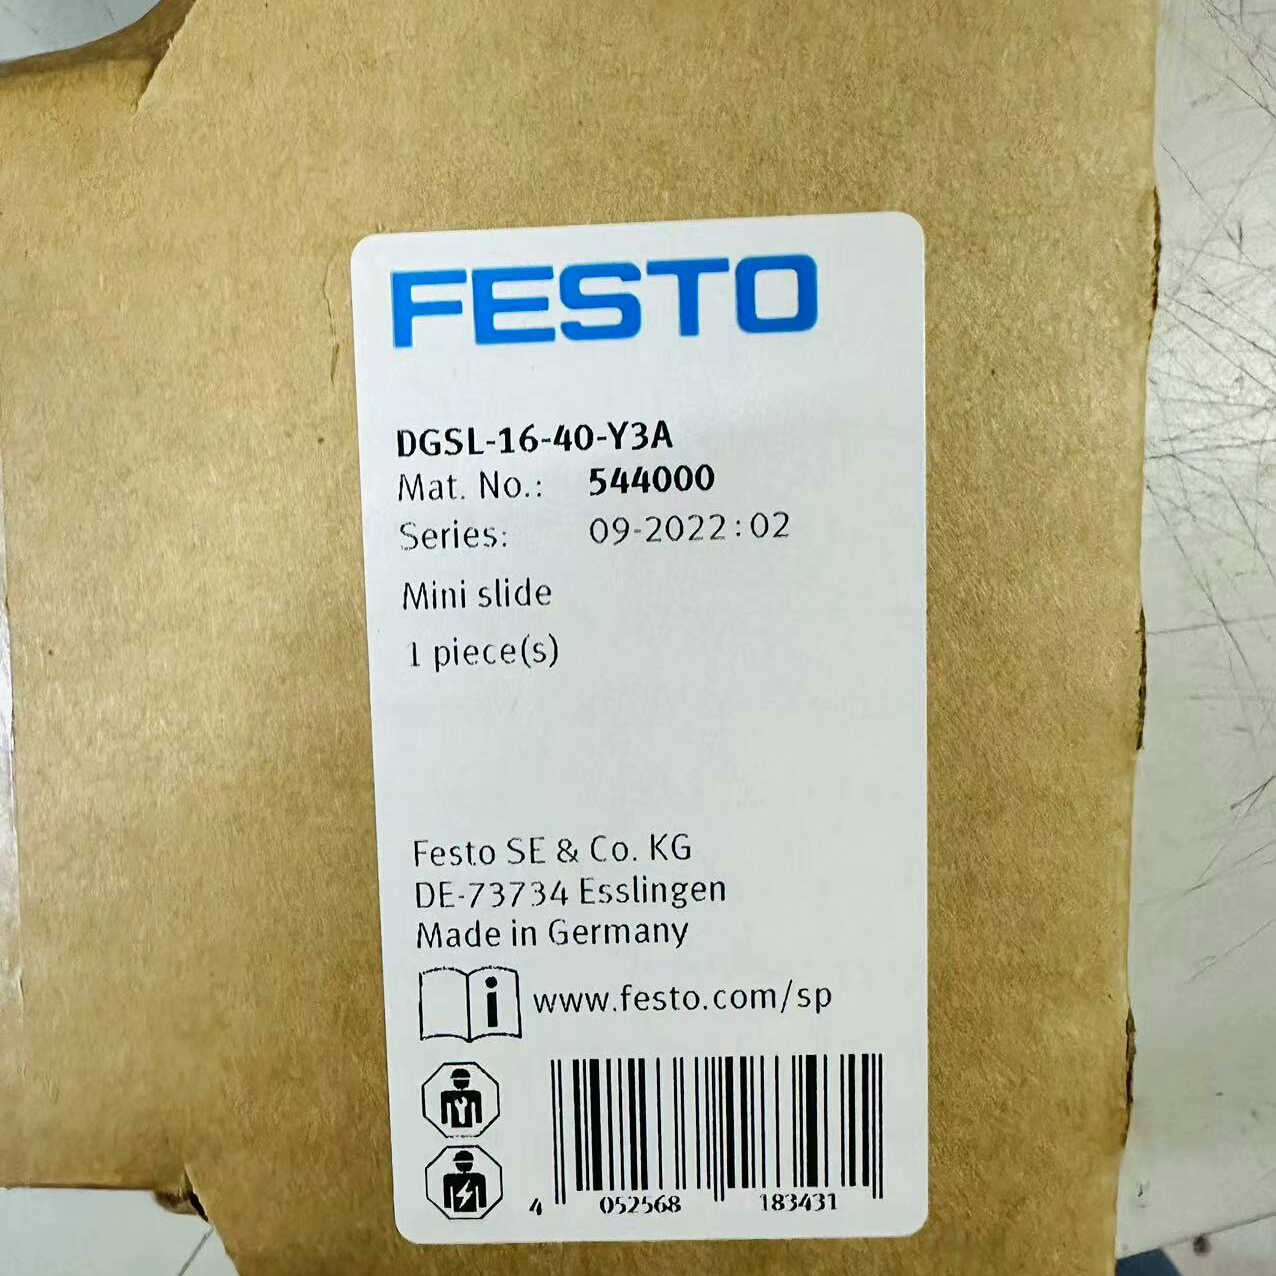 FESTO
DGSL-16-40-Y3A
Mat. No.: 544000
Series: 09-2022:02
Mini slide
1 piece(s)
Festo SE & Co. KG
DE-73734 Esslingen
Made in Germany
www.festo.com/sp
4 052568 183431